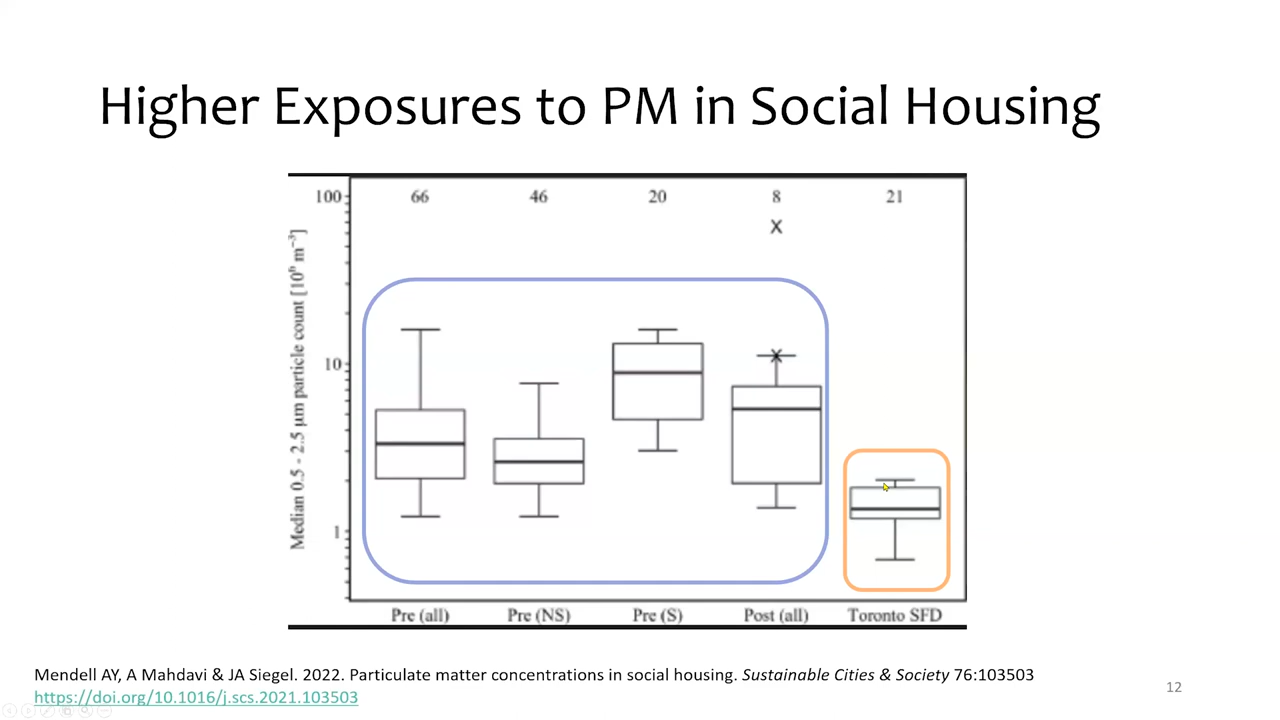 Higher Exposures to PM in Social Housing
100 66 46 20 8 21
X
Median 0.5 - 2.5 µm particle count [10⁶ m⁻³]
10
X
1
Pre (all) Pre (NS) Pre (S) Post (all) Toronto SFD
Mendell AY, A Mahdavi & JA Siegel. 2022. Particulate matter concentrations in social housing. Sustainable Cities & Society 76:103503
https://doi.org/10.1016/j.scs.2021.103503
12